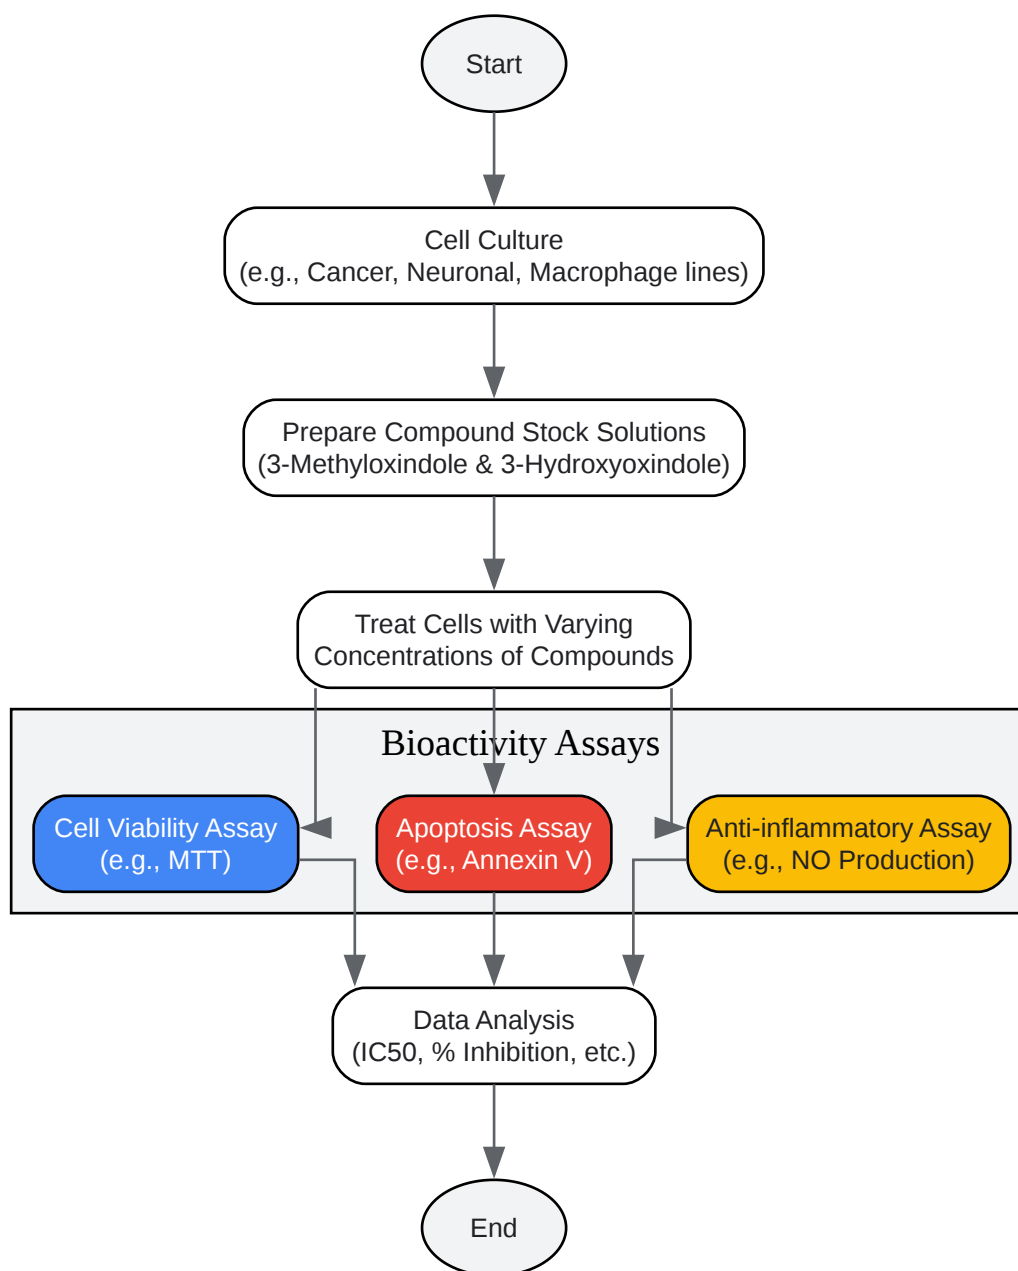 Start
Cell Culture
(e.g., Cancer, Neuronal, Macrophage lines)
Prepare Compound Stock Solutions
(3-Methyloxindole & 3-Hydroxyoxindole)
Treat Cells with Varying
Concentrations of Compounds
Bioactivity Assays
Cell Viability Assay
(e.g., MTT)
Apoptosis Assay
(e.g., Annexin V)
Anti-inflammatory Assay
(e.g., NO Production)
Data Analysis
(IC50, % Inhibition, etc.)
End